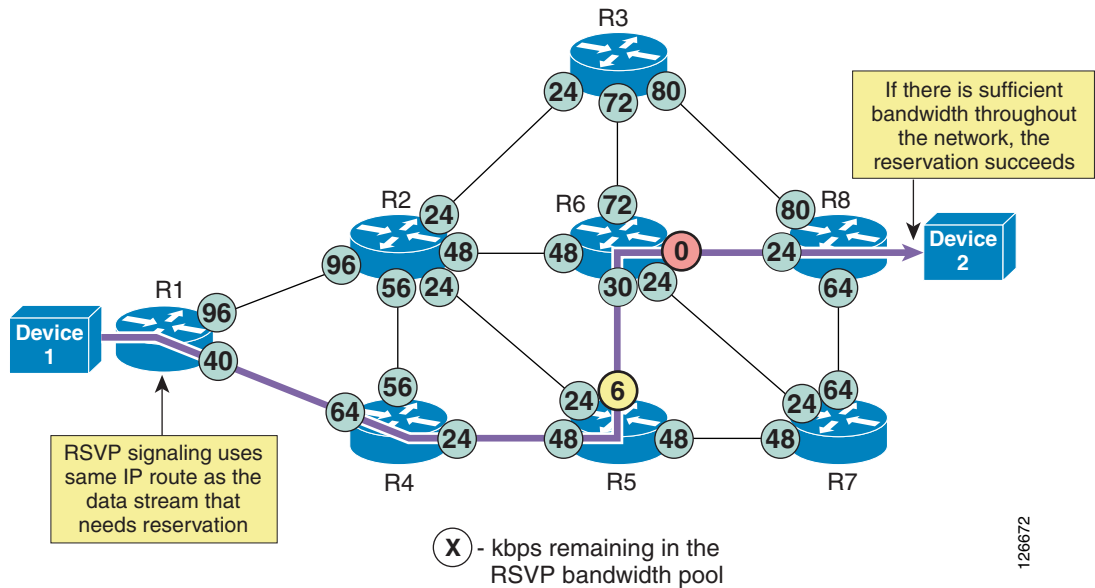 R3
24
72
80
If there is sufficient
bandwidth throughout
the network, the
reservation succeeds
R2
R6
R8
24
72
80
96
48
48
0
24
Device
2
56
24
30
24
64
R1
96
Device
1
40
56
6
64
24
24
64
24
48
48
48
RSVP signaling uses
same IP route as the
data stream that
needs reservation
R4
R5
R7
X - kbps remaining in the
RSVP bandwidth pool
126672